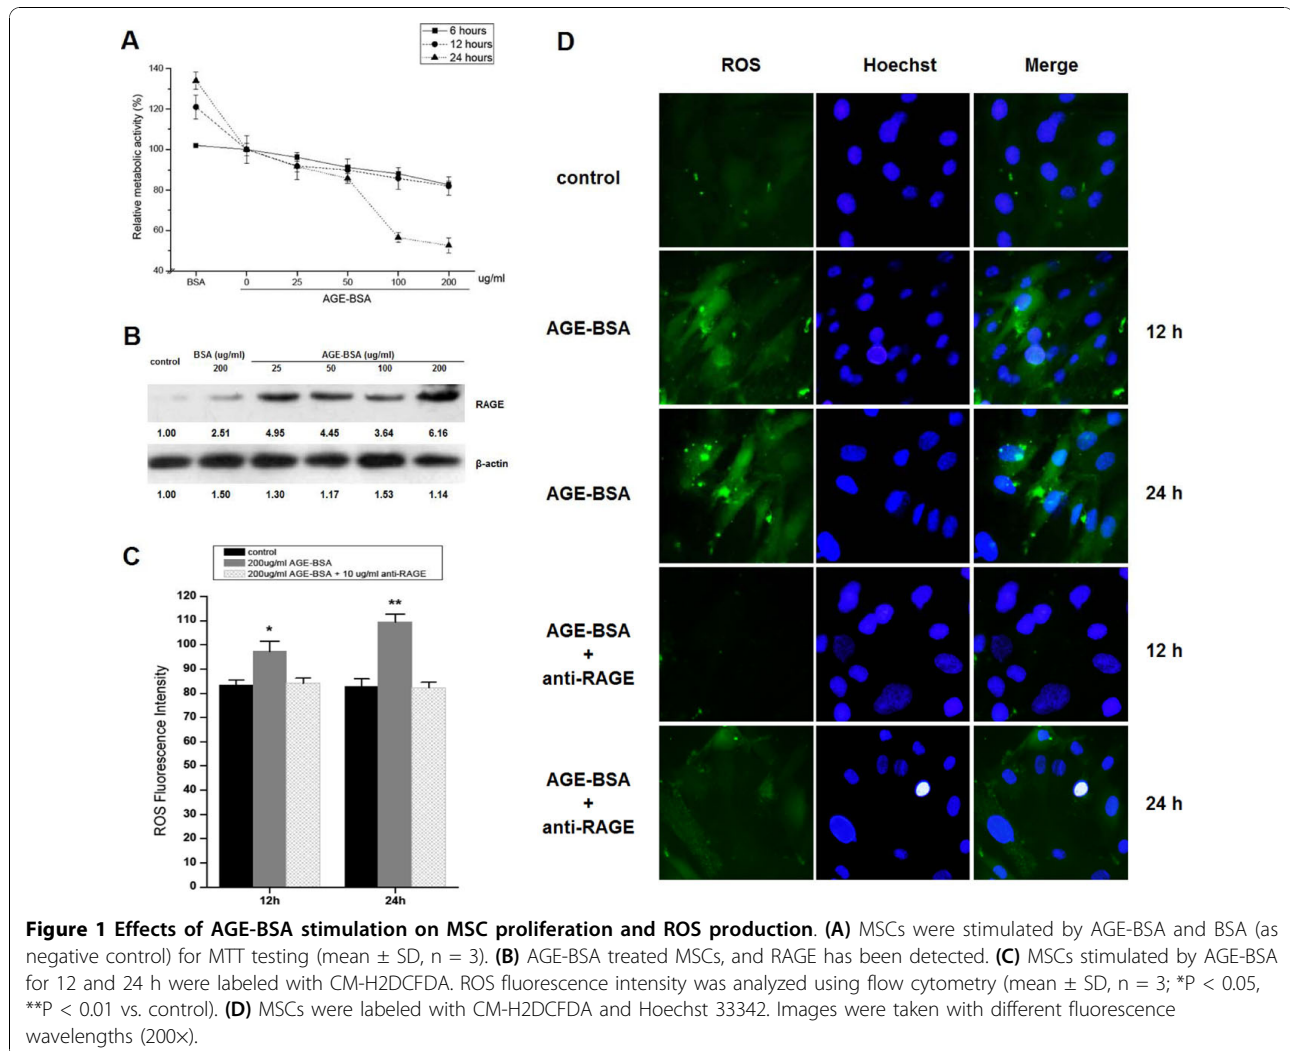 A
6 hours
12 hours
24 hours
Relative metabolic activity (%)
140
120
100
80
60
40
BSA 0 25 50 100 200 ug/ml
AGE-BSA
B
control BSA (ug/ml) AGE-BSA (ug/ml)
200 25 50 100 200
RAGE
1.00 2.51 4.95 4.45 3.64 6.16
β-actin
1.00 1.50 1.30 1.17 1.53 1.14
C
control
200ug/ml AGE-BSA
200ug/ml AGE-BSA + 10 ug/ml anti-RAGE
ROS Fluorescence Intensity
120
110
100
90
80
70
60
50
40
30
20
10
0
*
**
12h 24h
D
ROS Hoechst Merge
control
AGE-BSA 12 h
AGE-BSA 24 h
AGE-BSA
+
anti-RAGE
12 h
AGE-BSA
+
anti-RAGE
24 h
Figure 1 Effects of AGE-BSA stimulation on MSC proliferation and ROS production. (A) MSCs were stimulated by AGE-BSA and BSA (as
negative control) for MTT testing (mean ± SD, n = 3). (B) AGE-BSA treated MSCs, and RAGE has been detected. (C) MSCs stimulated by AGE-BSA
for 12 and 24 h were labeled with CM-H2DCFDA. ROS fluorescence intensity was analyzed using flow cytometry (mean ± SD, n = 3; *P < 0.05,
**P < 0.01 vs. control). (D) MSCs were labeled with CM-H2DCFDA and Hoechst 33342. Images were taken with different fluorescence
wavelengths (200×).